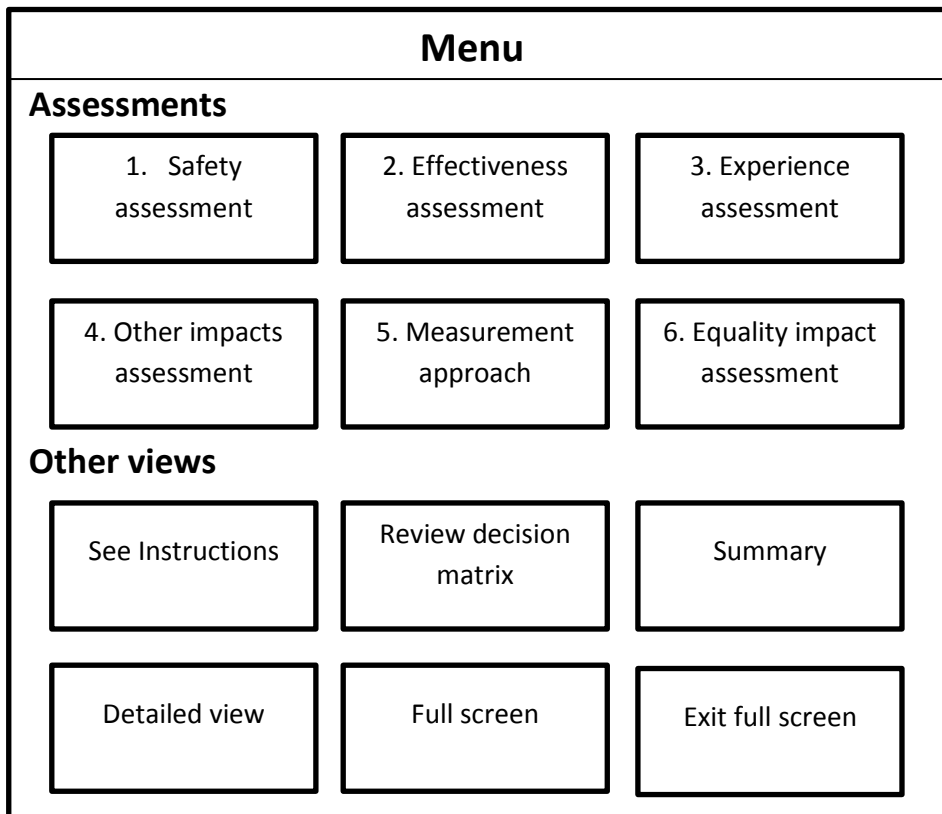 Menu
Assessments
1. Safety
assessment
2. Effectiveness
assessment
3. Experience
assessment
4. Other impacts
assessment
5. Measurement
approach
6. Equality impact
assessment
Other views
See Instructions
Review decision
matrix
Summary
Detailed view
Full screen
Exit full screen